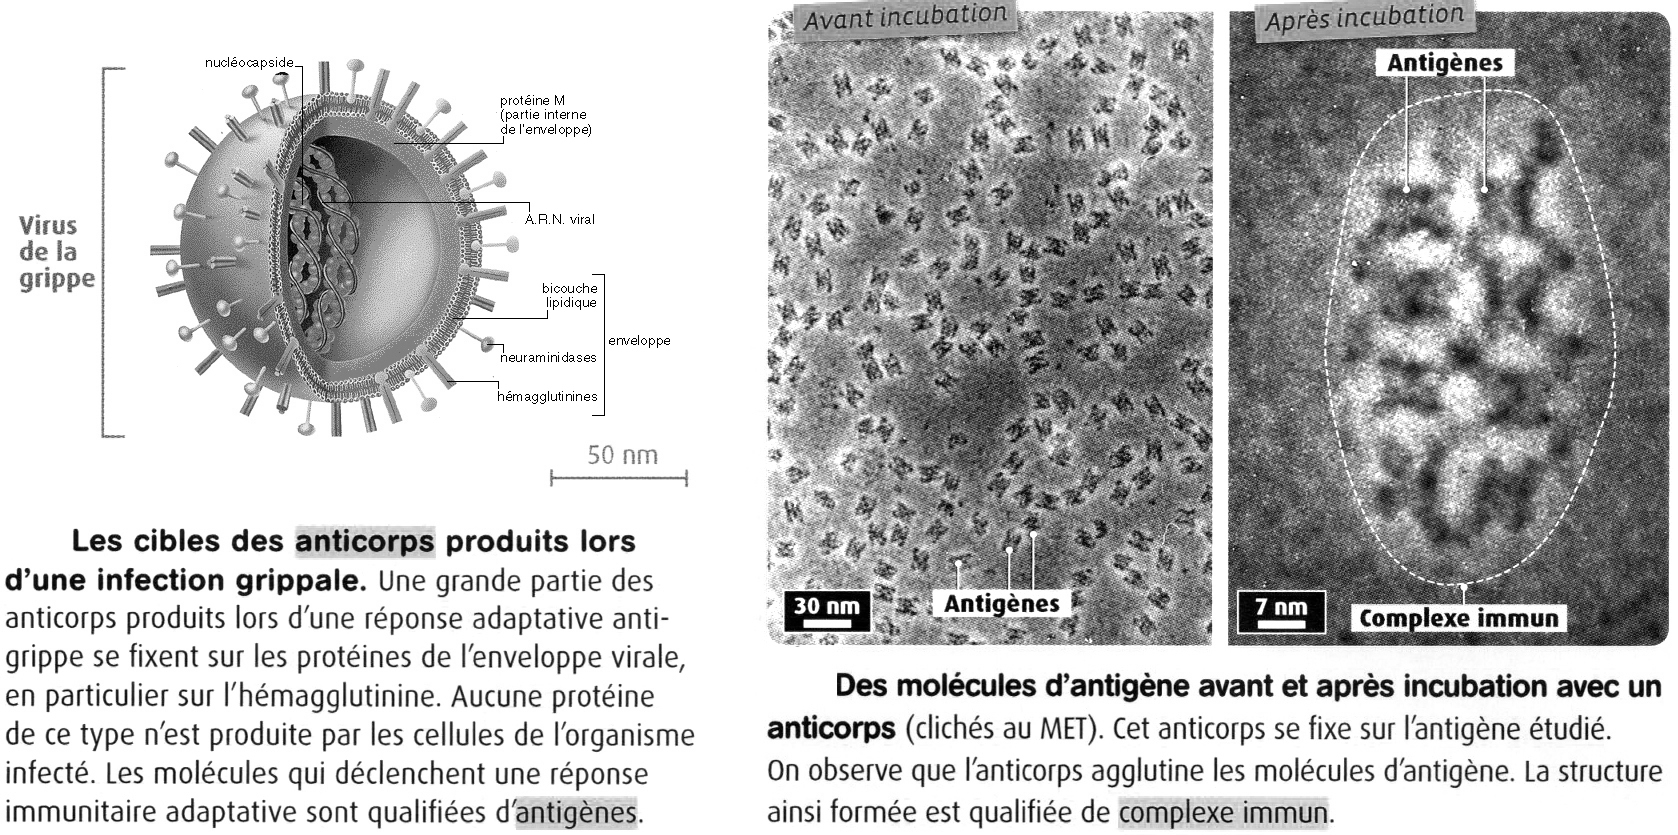 nucléocapside
protéine M
(partie interne
de l'enveloppe)
A.R.N. viral
Virus
de la
grippe
bicouche
lipidique
enveloppe
neuraminidases
hémagglutinines
50 nm
Les cibles des anticorps produits lors
d'une infection grippale. Une grande partie des
anticorps produits lors d'une réponse adaptative anti-
grippe se fixent sur les protéines de l'enveloppe virale,
en particulier sur l'hémagglutinine. Aucune protéine
de ce type n'est produite par les cellules de l'organisme
infecté. Les molécules qui déclenchent une réponse
immunitaire adaptative sont qualifiées d'antigènes.
Avant incubation
Antigènes
30 nm
Après incubation
Antigènes
7 nm
Complexe immun
Des molécules d'antigène avant et après incubation avec un
anticorps (clichés au MET). Cet anticorps se fixe sur l'antigène étudié.
On observe que l'anticorps agglutine les molécules d'antigène. La structure
ainsi formée est qualifiée de complexe immun.